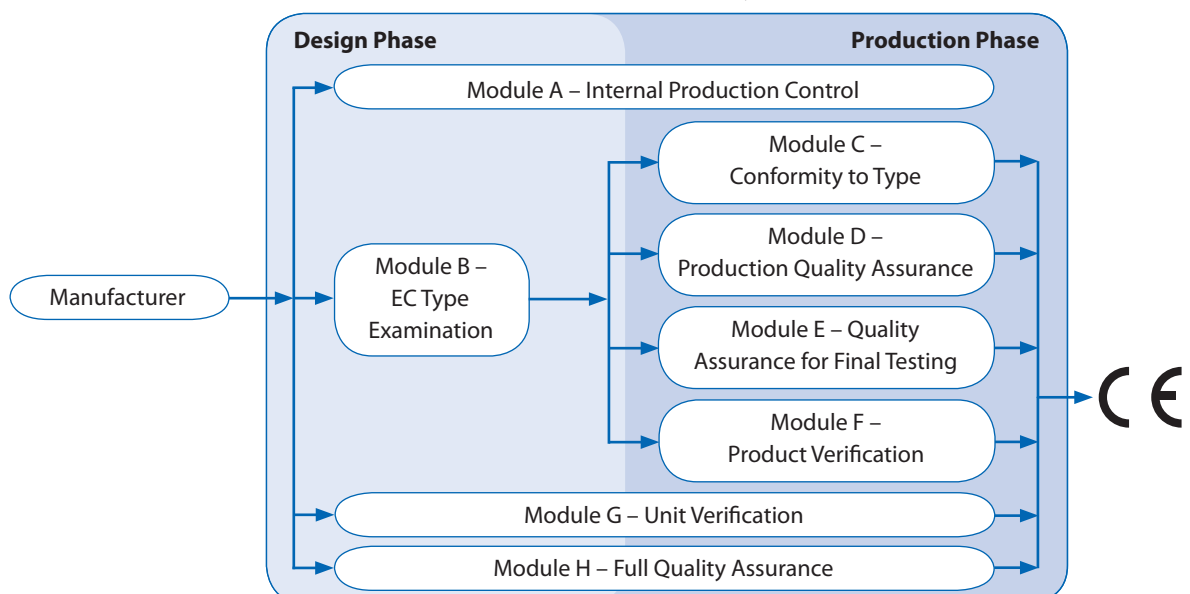 Design Phase
Production Phase
Module A – Internal Production Control
Module C –
Conformity to Type
Module D –
Production Quality Assurance
Manufacturer
Module B –
EC Type
Examination
Module E – Quality
Assurance for Final Testing
CE
Module F –
Product Verification
Module G – Unit Verification
Module H – Full Quality Assurance